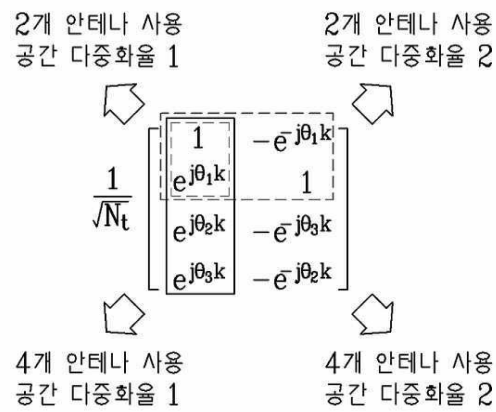 2개 안테나 사용
공간 다중화율 1
2개 안테나 사용
공간 다중화율 2
1 -e^-jθ₁k
e^jθ₁k 1
1/√Nt
e^jθ₂k -e^-jθ₃k
e^jθ₃k -e^-jθ₂k
4개 안테나 사용
공간 다중화율 1
4개 안테나 사용
공간 다중화율 2